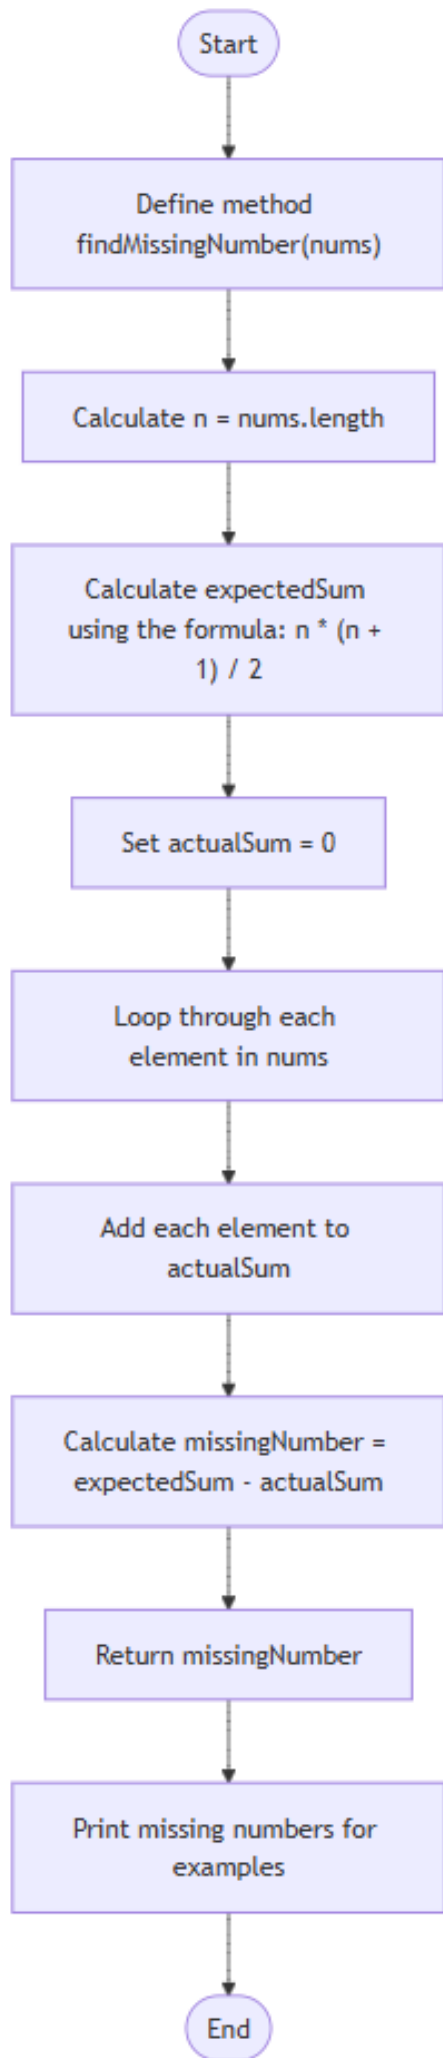 Start
Define method
findMissingNumber(nums)
Calculate n = nums.length
Calculate expectedSum
using the formula: n * (n +
1) / 2
Set actualSum = 0
Loop through each
element in nums
Add each element to
actualSum
Calculate missingNumber =
expectedSum - actualSum
Return missingNumber
Print missing numbers for
examples
End